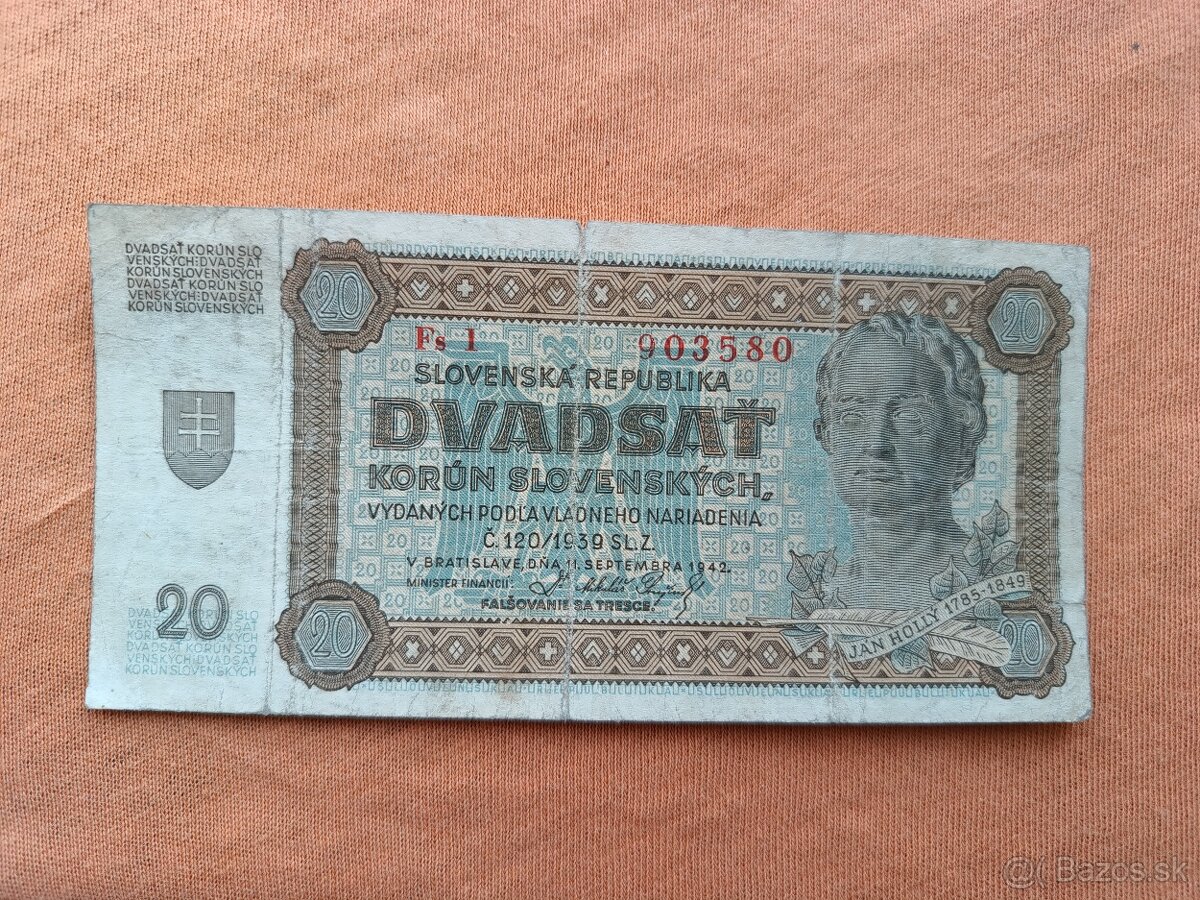 DVADSAŤ KORÚN SLO
VENSKÝCH:DVADSAŤ
KORÚN SLOVENSKÝCH
DVADSAŤ KORÚN SLO
VENSKÝCH:DVADSAŤ
KORÚN SLOVENSKÝCH
20
20
Fs 1 903580
SLOVENSKÁ REPUBLIKA
DVADSAŤ
KORÚN SLOVENSKÝCH„
VYDANÝCH PODĽA VLÁDNEHO NARIADENIA
Č. 120/1939 SL.Z.
V BRATISLAVE, DŇA 11. SEPTEMBRA 1942.
MINISTER FINANCIÍ:
FALŠOVANIE SA TRESCE.
JÁN HOLLÝ 1785-1849
20
DVADSAŤ KORÚN SLO
VENSKÝCH:DVADSAŤ
KORÚN SLOVENSKÝCH
DVADSAŤ KORÚN SLO
VENSKÝCH:DVADSAŤ
KORÚN SLOVENSKÝCH
20
20
@( Bazos.sk